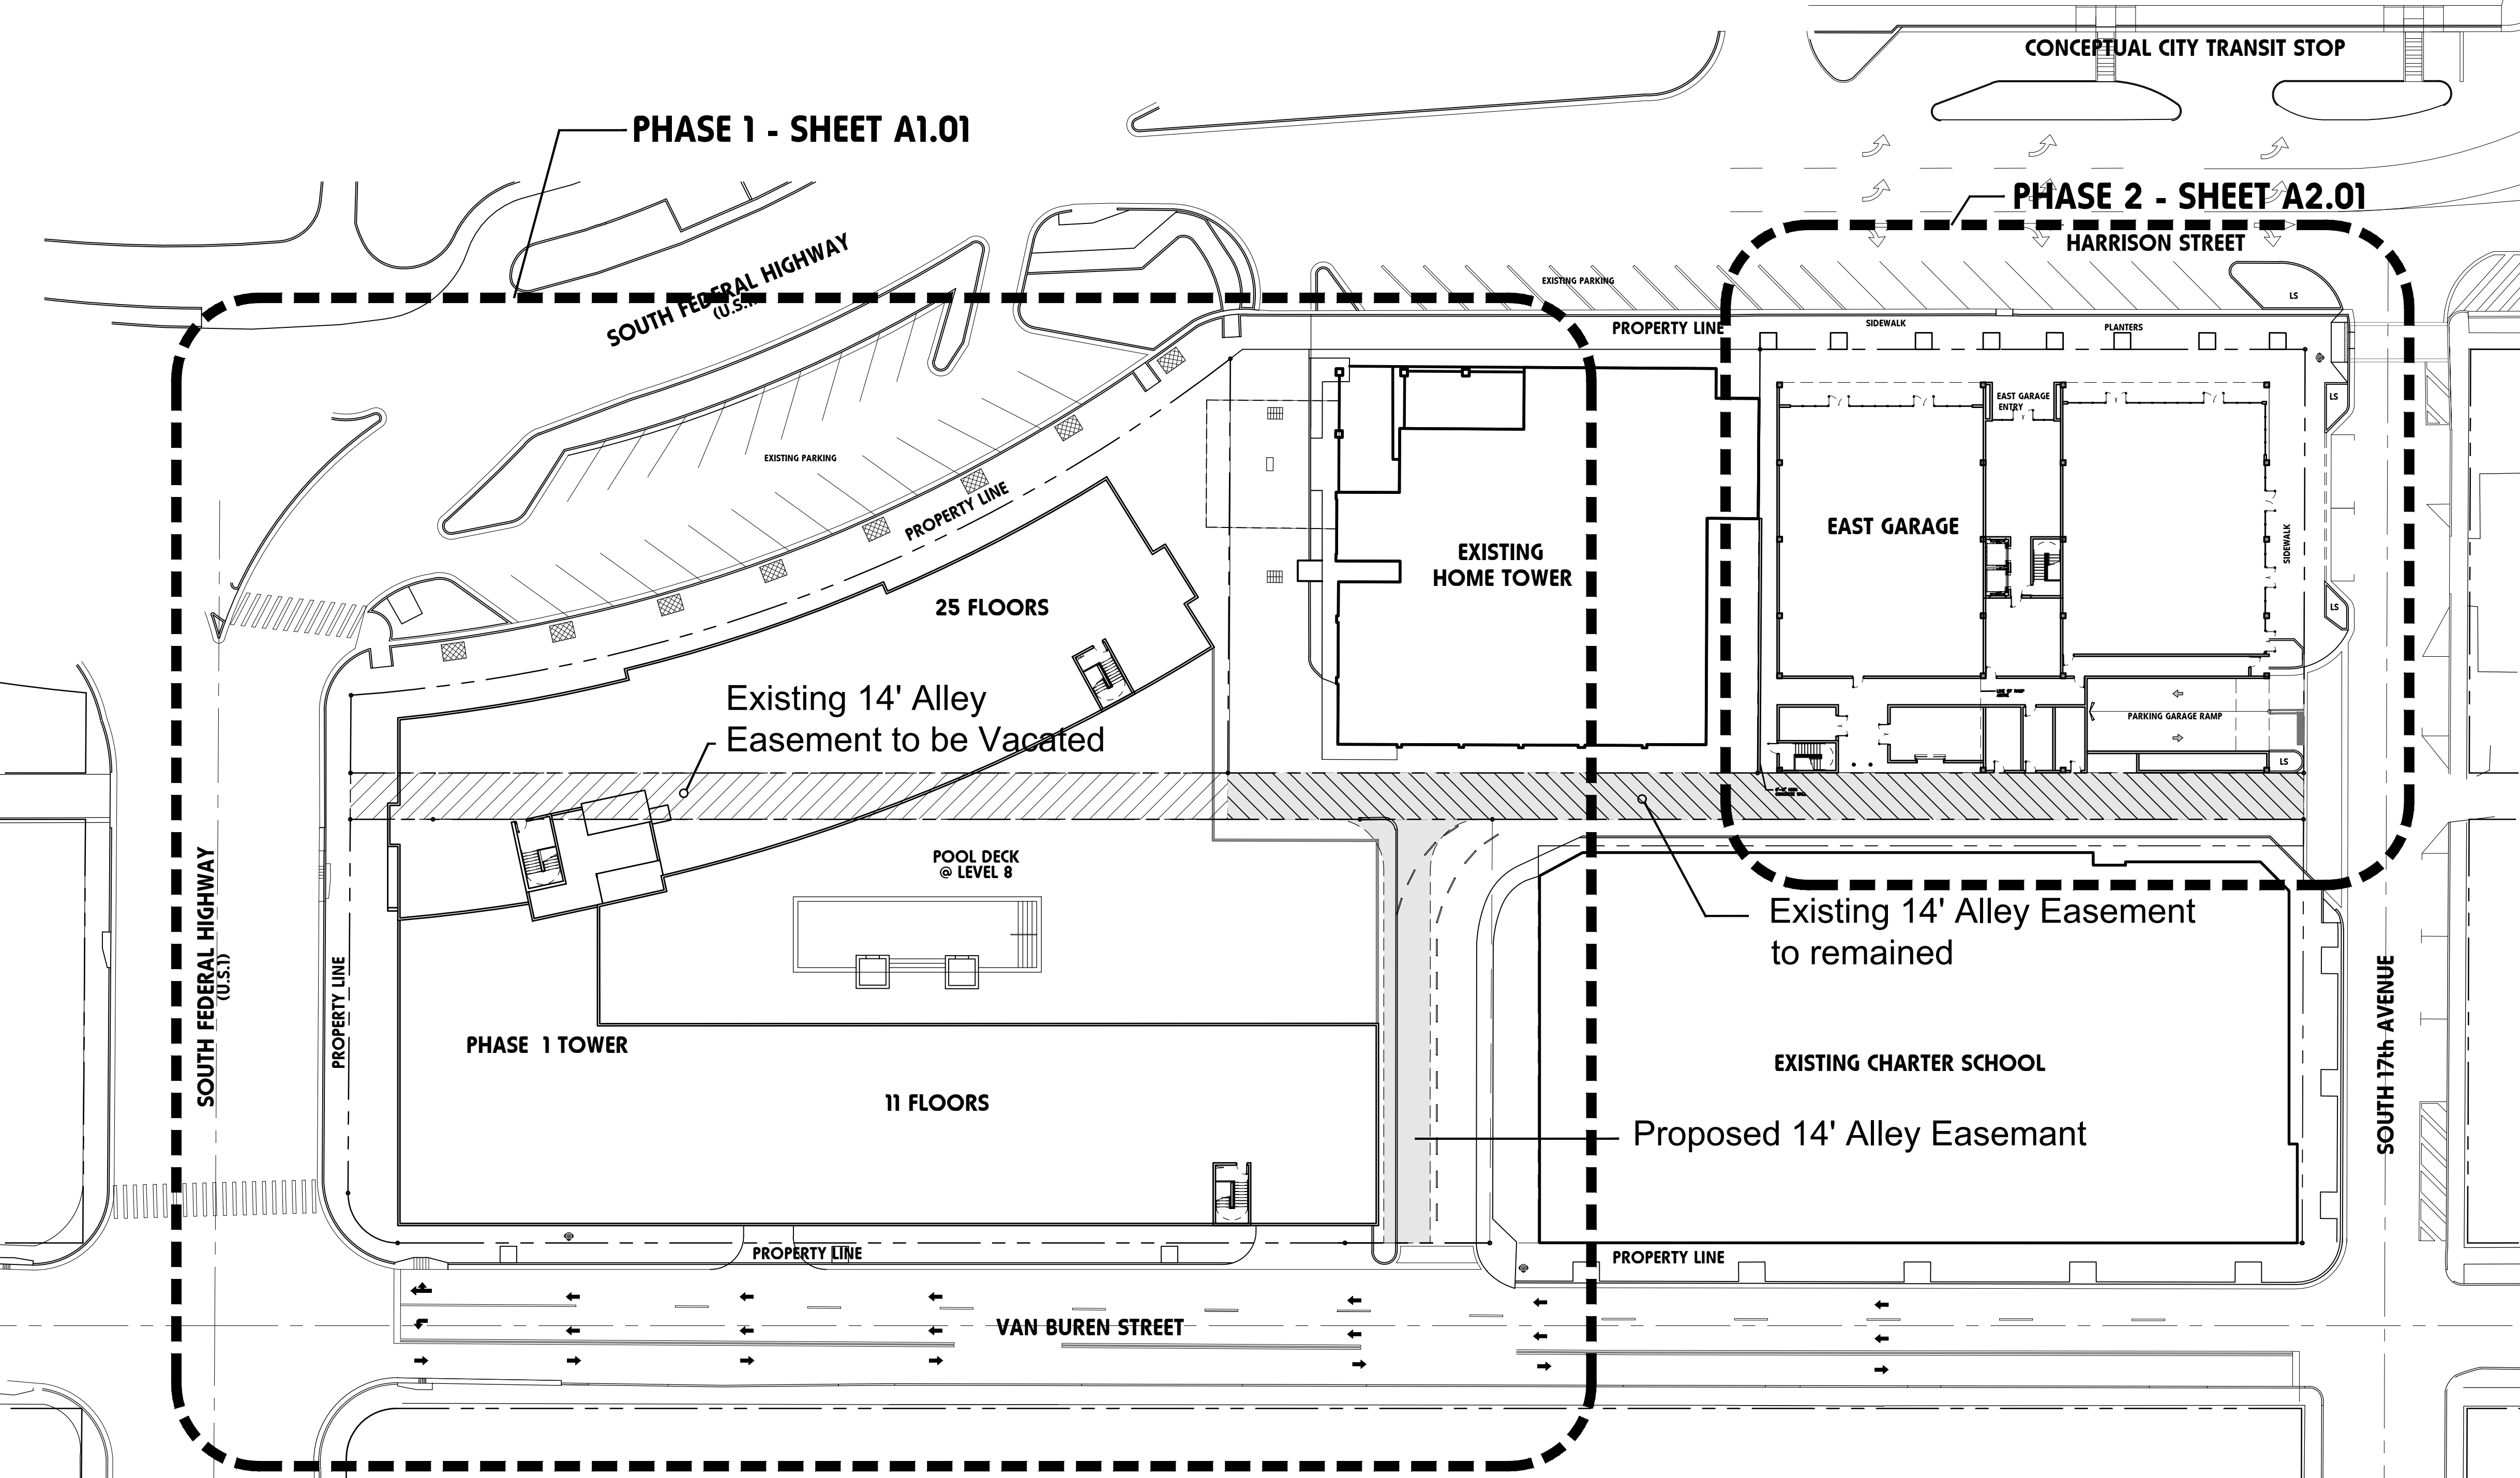 CONCEPTUAL CITY TRANSIT STOP
PHASE 1 - SHEET A1.01
PHASE 2 - SHEET A2.01
HARRISON STREET
SOUTH FEDERAL HIGHWAY
(U.S.1)
EXISTING PARKING
LS
PROPERTY LINE
SIDEWALK
PLANTERS
EAST GARAGE
ENTRY
LS
EXISTING PARKING
PROPERTY LINE
EAST GARAGE
SIDEWALK
EXISTING
HOME TOWER
25 FLOORS
LS
Existing 14' Alley
Easement to be Vacated
PARKING GARAGE RAMP
LS
POOL DECK
@ LEVEL 8
Existing 14' Alley Easement
to remained
SOUTH FEDERAL HIGHWAY
(U.S.1)
PROPERTY LINE
PHASE 1 TOWER
11 FLOORS
EXISTING CHARTER SCHOOL
SOUTH 17th AVENUE
Proposed 14' Alley Easemant
PROPERTY LINE
PROPERTY LINE
VAN BUREN STREET